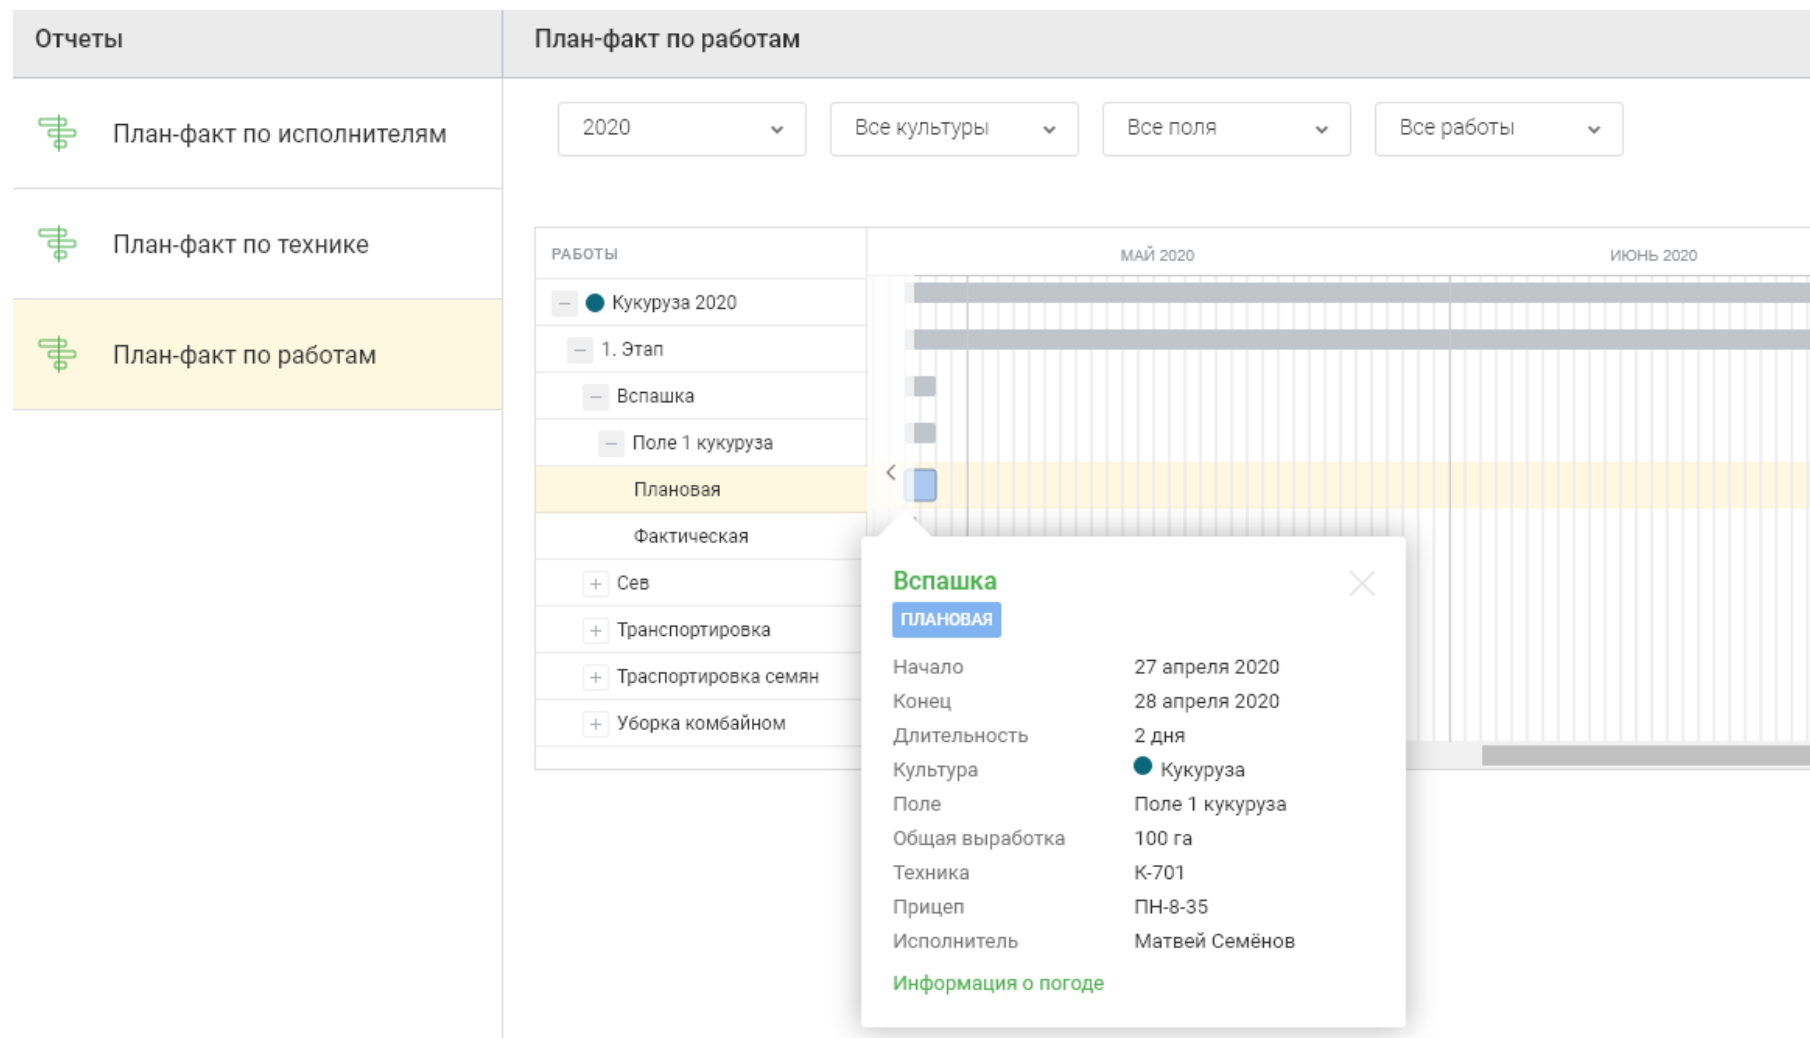 Отчеты
План-факт по работам
План-факт по исполнителям
План-факт по технике
План-факт по работам
2020
Все культуры
Все поля
Все работы
РАБОТЫ
МАЙ 2020
ИЮНЬ 2020
Кукуруза 2020
1. Этап
Вспашка
Поле 1 кукуруза
Плановая
Фактическая
Сев
Транспортировка
Траспортировка семян
Уборка комбайном
Вспашка
ПЛАНОВАЯ
Начало 27 апреля 2020
Конец 28 апреля 2020
Длительность 2 дня
Культура Кукуруза
Поле Поле 1 кукуруза
Общая выработка 100 га
Техника К-701
Прицеп ПН-8-35
Исполнитель Матвей Семёнов
Информация о погоде